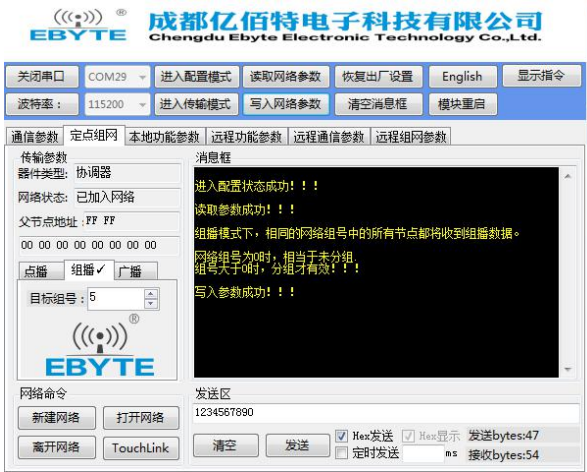 EBYTE ®
成都亿佰特电子科技有限公司
Chengdu Ebyte Electronic Technology Co.,Ltd.
关闭串口 COM29 进入配置模式 读取网络参数 恢复出厂设置 English 显示指令
波特率： 115200 进入传输模式 写入网络参数 清空消息框 模块重启
通信参数 定点组网 本地功能参数 远程功能参数 远程通信参数 远程组网参数
传输参数
器件类型: 协调器
网络状态: 已加入网络
父节点地址: FF FF
00 00 00 00 00 00 00 00
点播 组播✓ 广播
目标组号: 5
®
EBYTE
消息框
进入配置状态成功！！！
读取参数成功！！！
组播模式下，相同的网络组号中的所有节点都将收到组播数据。
网络组号为0时，相当于未分组
组号大于0时，分组才有效！！！
写入参数成功！！！
网络命令
新建网络 打开网络
离开网络 TouchLink
发送区
1234567890
清空 发送 Hex发送 Hex显示 发送bytes:47
定时发送 ms 接收bytes:54